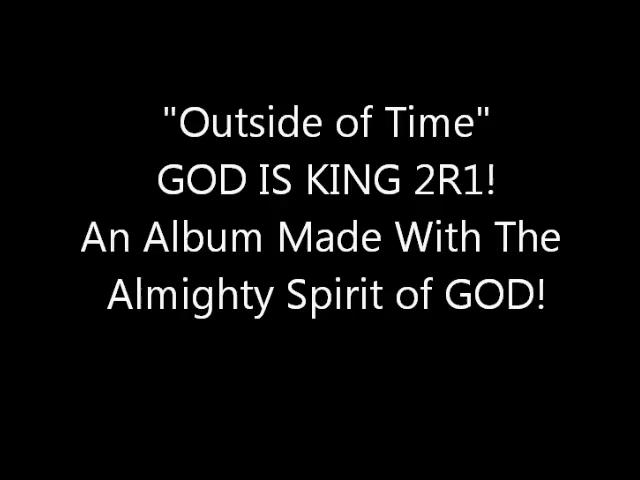 "Outside of Time"
GOD IS KING 2R1!
An Album Made With The
Almighty Spirit of GOD!